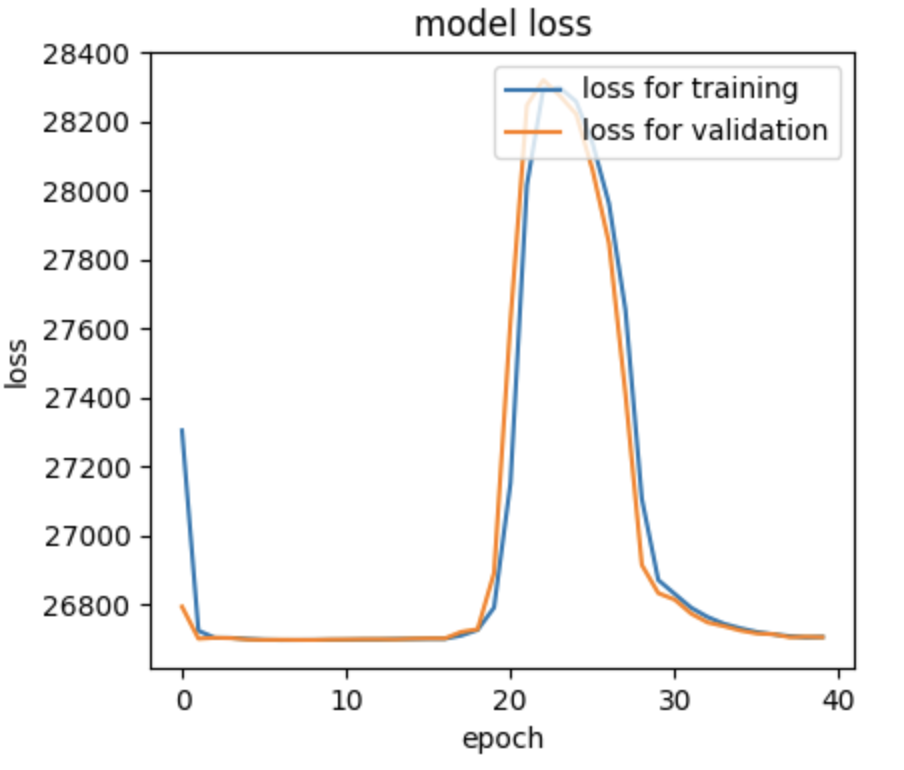 model loss
28400
28200
28000
27800
27600
27400
27200
27000
26800
loss
loss for training
loss for validation
0 10 20 30 40
epoch